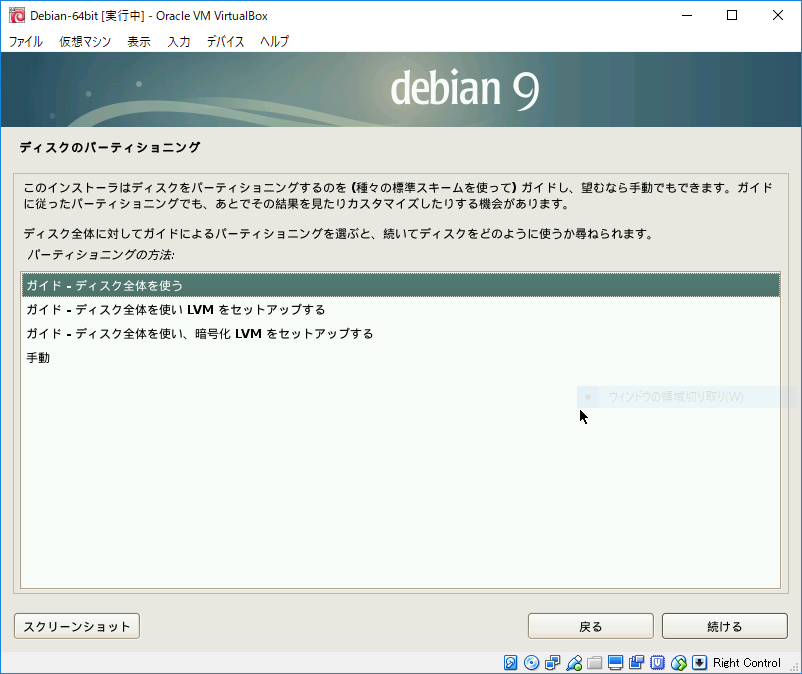 Debian-64bit [実行中] - Oracle VM VirtualBox
ファイル 仮想マシン 表示 入力 デバイス ヘルプ
debian 9
ディスクのパーティショニング
このインストーラはディスクをパーティショニングするのを (種々の標準スキームを使って) ガイドし、望むなら手動でもできます。ガイド
に従ったパーティショニングでも、あとでその結果を見たりカスタマイズしたりする機会があります。
ディスク全体に対してガイドによるパーティショニングを選ぶと、続いてディスクをどのように使うか尋ねられます。
パーティショニングの方法:
ガイド - ディスク全体を使う
ガイド - ディスク全体を使い LVM をセットアップする
ガイド - ディスク全体を使い、暗号化 LVM をセットアップする
手動
ウィンドウの領域切り取り(W)
スクリーンショット 戻る 続ける
Right Control